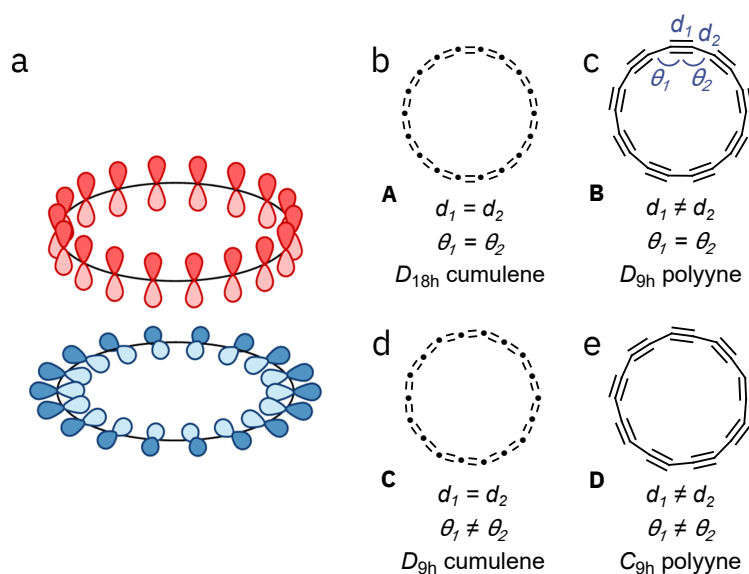 a
b
A
d₁ = d₂
θ₁ = θ₂
D₁₈ₕ cumulene
c
d₁ d₂
θ₁ θ₂
B
d₁ ≠ d₂
θ₁ = θ₂
D₉ₕ polyyne
d
C
d₁ = d₂
θ₁ ≠ θ₂
D₉ₕ cumulene
e
D
d₁ ≠ d₂
θ₁ ≠ θ₂
C₉ₕ polyyne